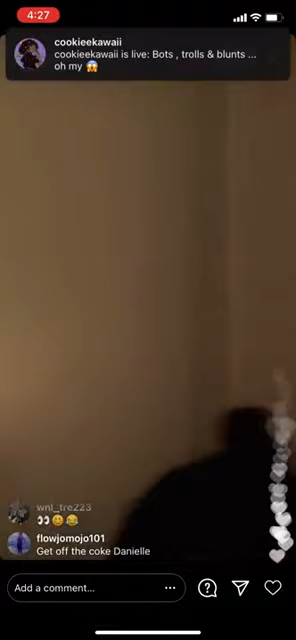 4:27
cookieekawaii
cookieekawaii is live: Bots , trolls & blunts ...
oh my 😱
wnl_tre223
👀😊😂
flowjomojo101
Get off the coke Danielle
Add a comment...